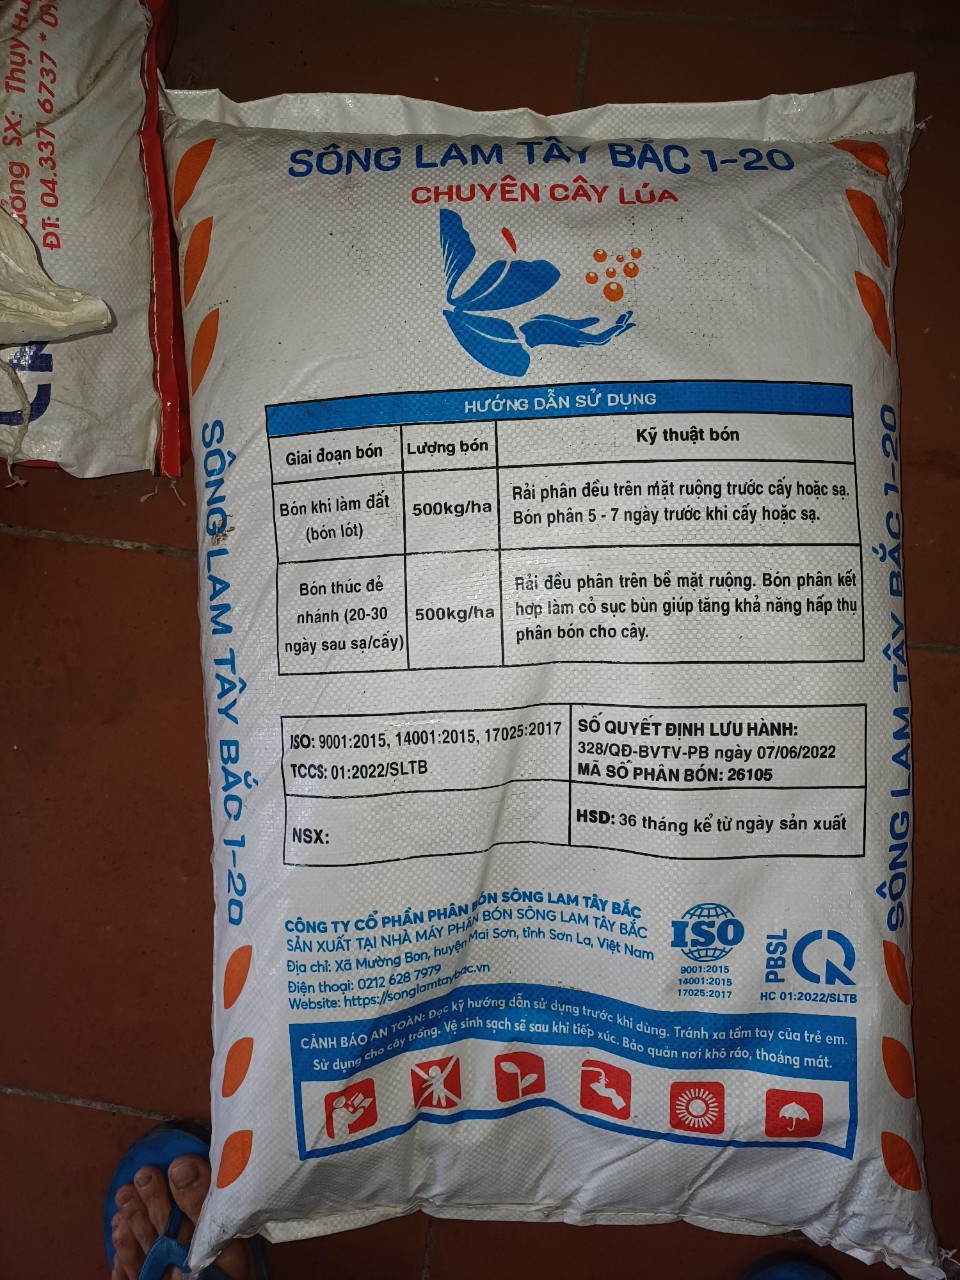 ĐT: 04.337 6737 * 09
SX: Thụy
SÔNG LAM TÂY BẮC 1-20
CHUYÊN CÂY LÚA
HƯỚNG DẪN SỬ DỤNG
Giai đoạn bón
Lượng bón
Kỹ thuật bón
Bón khi làm đất
(bón lót)
500kg/ha
Rải phân đều trên mặt ruộng trước cấy hoặc sạ.
Bón phân 5 - 7 ngày trước khi cấy hoặc sạ.
Bón thúc đẻ
nhánh (20-30
ngày sau sạ/cấy)
500kg/ha
Rải đều phân trên bề mặt ruộng. Bón phân kết
hợp làm cỏ sục bùn giúp tăng khả năng hấp thụ
phân bón cho cây.
ISO: 9001:2015, 14001:2015, 17025:2017
TCCS: 01:2022/SLTB
SỐ QUYẾT ĐỊNH LƯU HÀNH:
328/QĐ-BVTV-PB ngày 07/06/2022
MÃ SỐ PHÂN BÓN: 26105
NSX:
HSD: 36 tháng kể từ ngày sản xuất
CÔNG TY CỔ PHẦN PHÂN BÓN SÔNG LAM TÂY BẮC
SẢN XUẤT TẠI NHÀ MÁY PHÂN BÓN SÔNG LAM TÂY BẮC
Địa chỉ: Xã Mường Bon, huyện Mai Sơn, tỉnh Sơn La, Việt Nam
Điện thoại: 0212 628 7979
Website: https://songlamtaybac.vn
ISO
9001:2015
14001:2015
17025:2017
PBSL
HC 01:2022/SLTB
CẢNH BÁO AN TOÀN: Đọc kỹ hướng dẫn sử dụng trước khi dùng. Tránh xa tầm tay của trẻ em.
Sử dụng cho cây trồng. Vệ sinh sạch sẽ sau khi tiếp xúc. Bảo quản nơi khô ráo, thoáng mát.
SÔNG LAM TÂY BẮC 1-20
SÔNG LAM TÂY BẮC 1-20